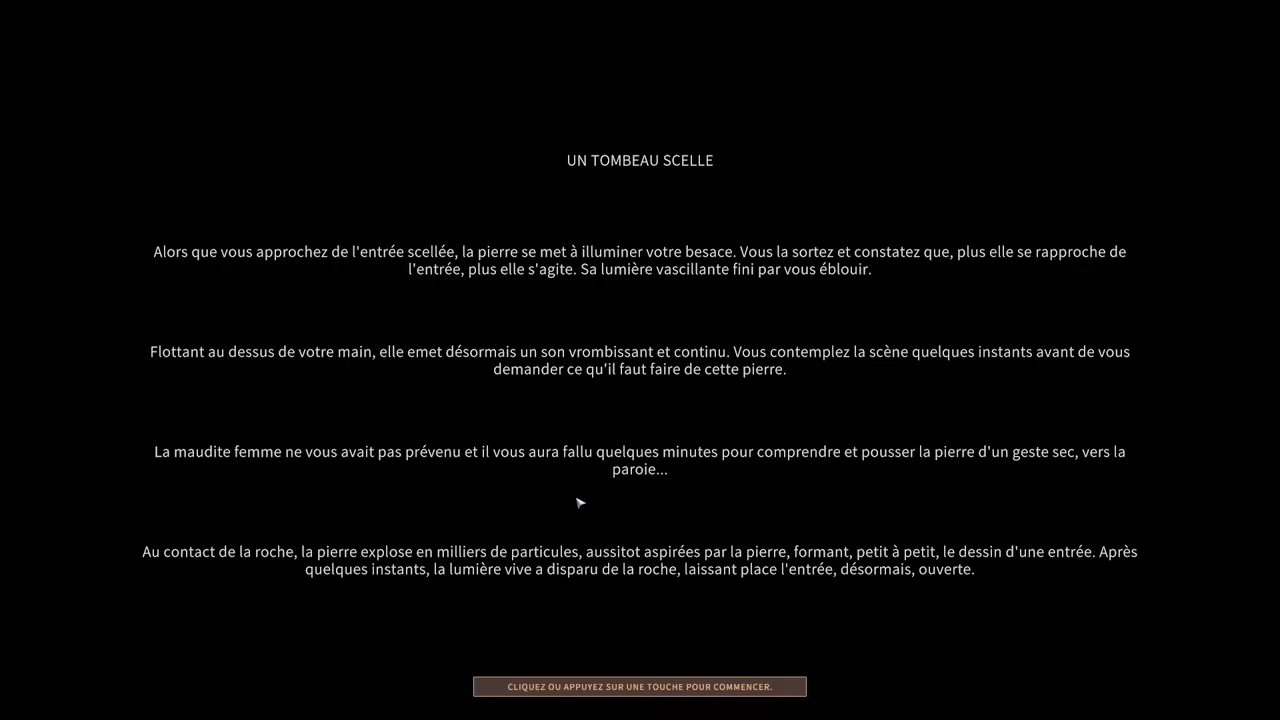 UN TOMBEAU SCELLE
Alors que vous approchez de l'entrée scellée, la pierre se met à illuminer votre besace. Vous la sortez et constatez que, plus elle se rapproche de
l'entrée, plus elle s'agite. Sa lumière vascillante fini par vous éblouir.
Flottant au dessus de votre main, elle emet désormais un son vrombissant et continu. Vous contemplez la scène quelques instants avant de vous
demander ce qu'il faut faire de cette pierre.
La maudite femme ne vous avait pas prévenu et il vous aura fallu quelques minutes pour comprendre et pousser la pierre d'un geste sec, vers la
paroie...
Au contact de la roche, la pierre explose en milliers de particules, aussitot aspirées par la pierre, formant, petit à petit, le dessin d'une entrée. Après
quelques instants, la lumière vive a disparu de la roche, laissant place l'entrée, désormais, ouverte.
CLIQUEZ OU APPUYEZ SUR UNE TOUCHE POUR COMMENCER.